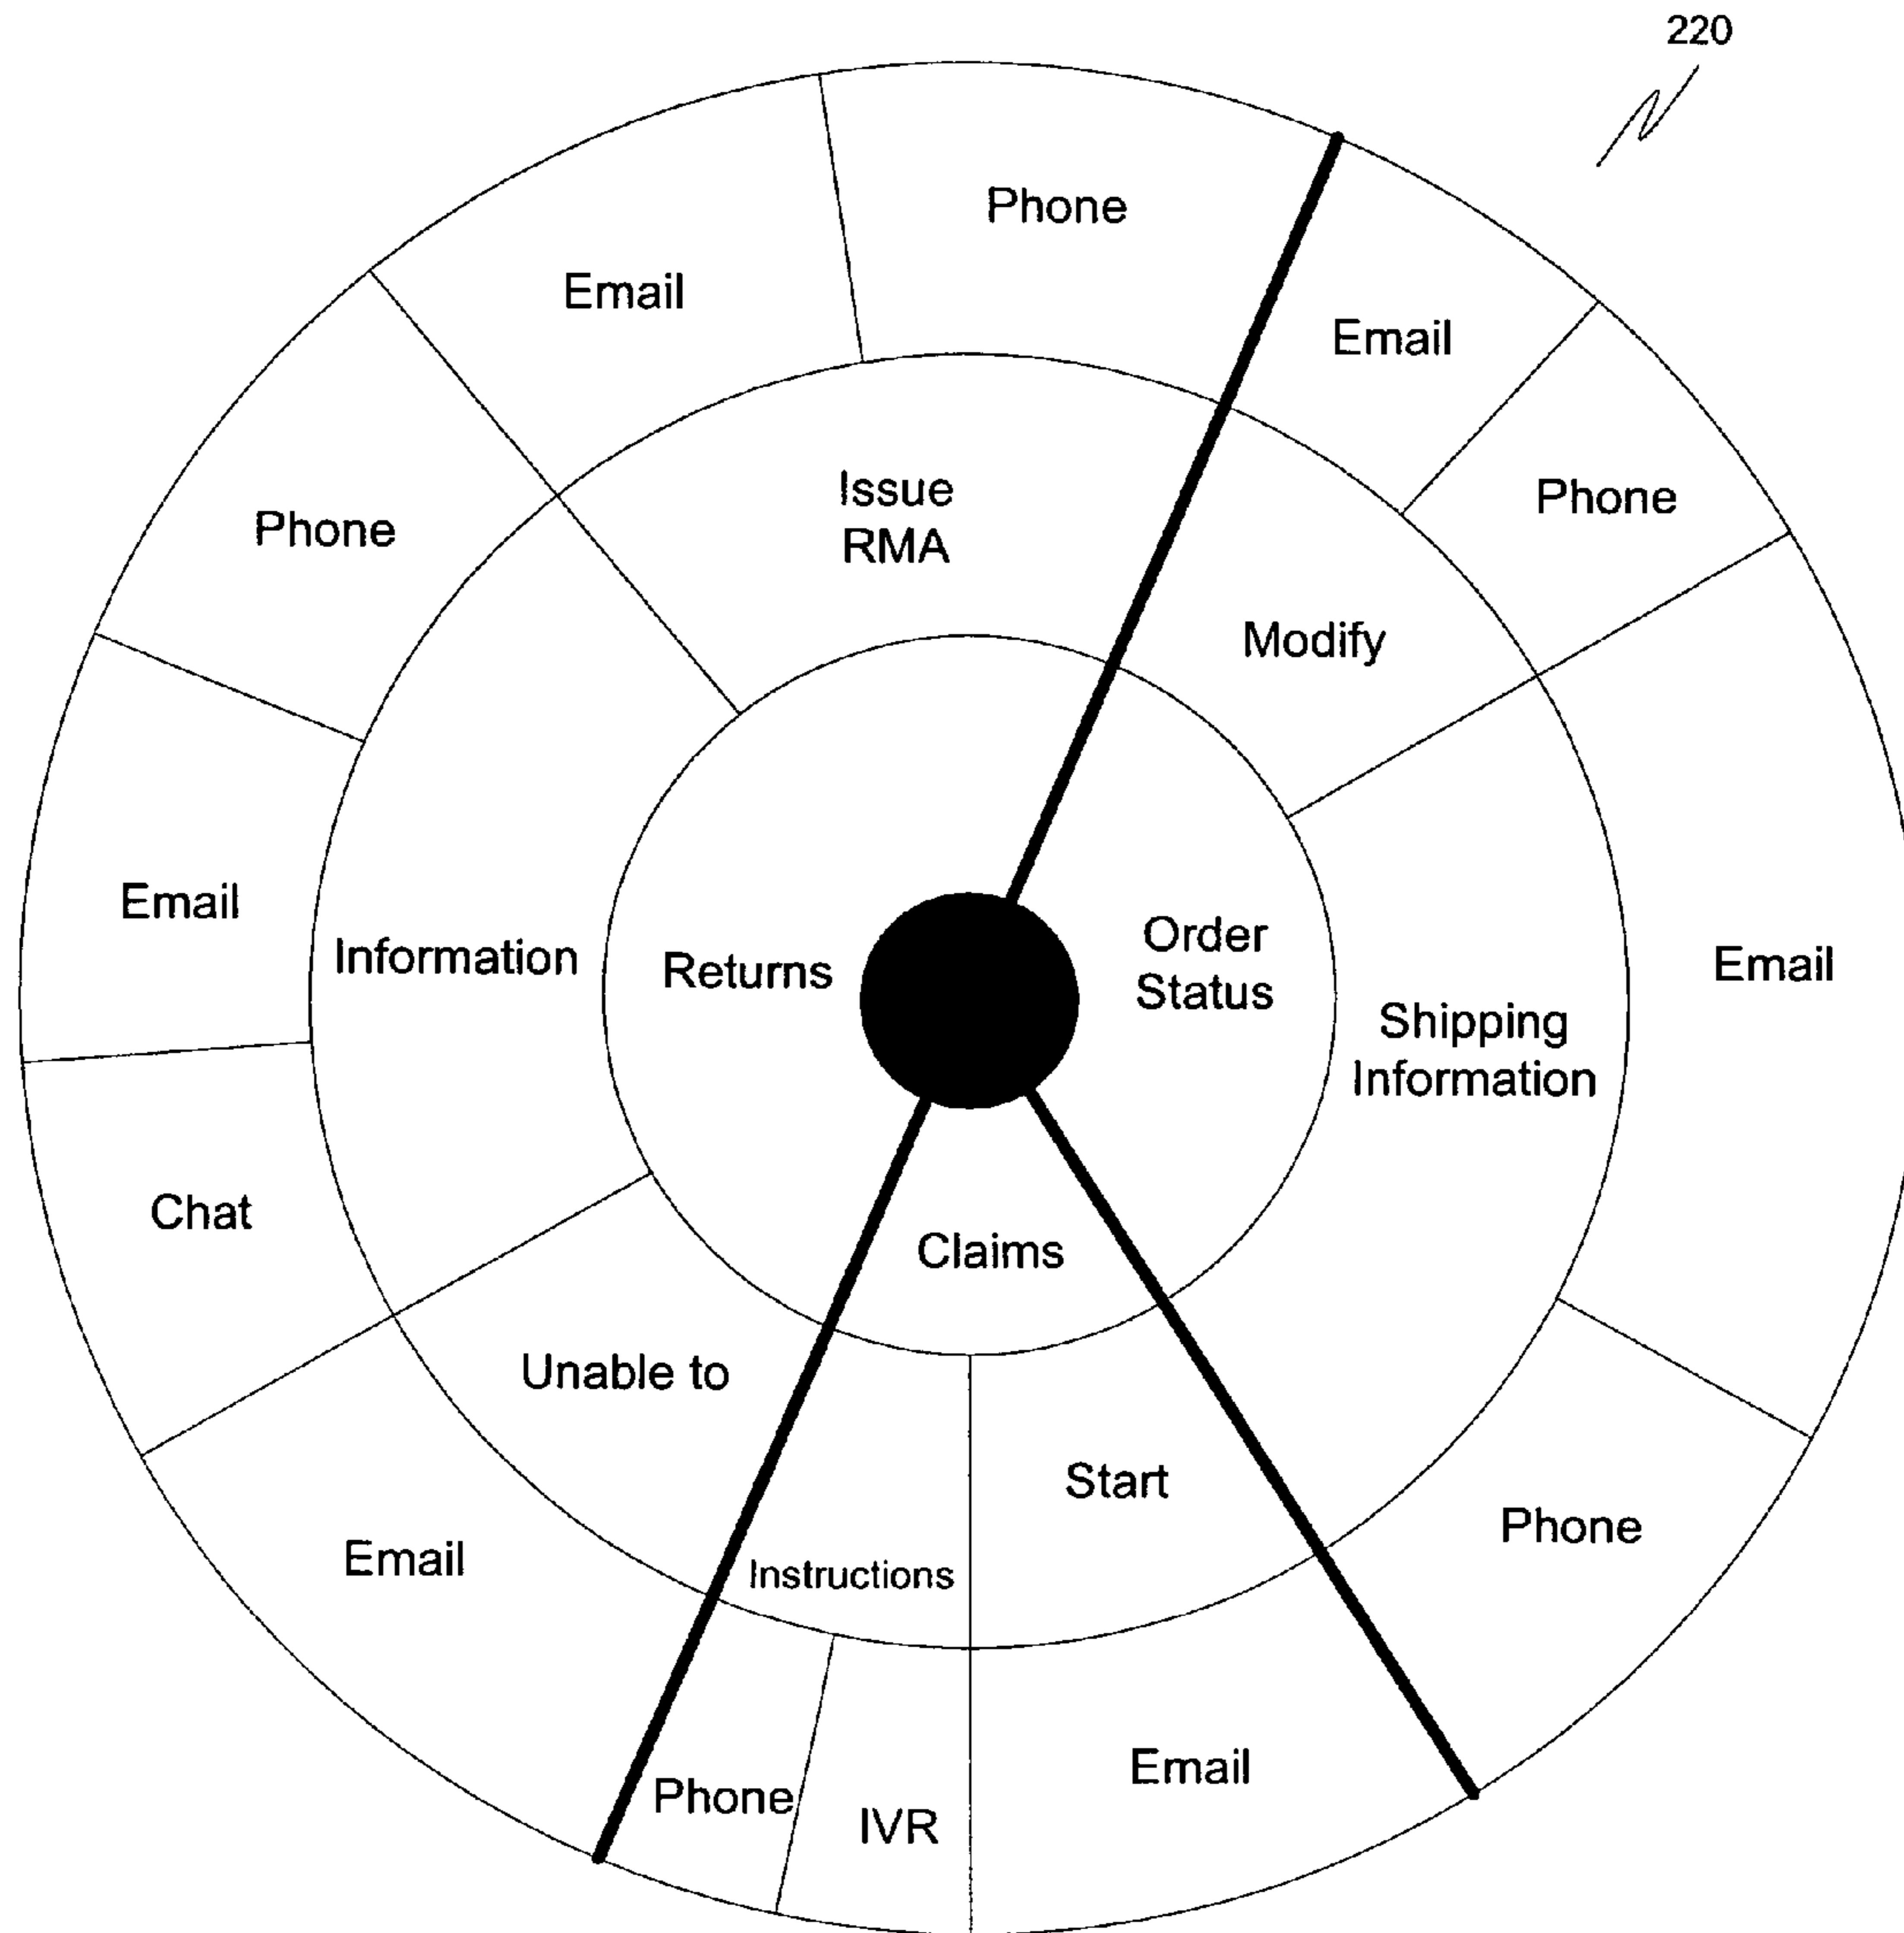 220
Phone
Email
Email
Issue
RMA
Phone
Phone
Modify
Email
Order
Status
Email
Information
Returns
Shipping
Information
Chat
Claims
Unable to
Start
Phone
Email
Instructions
Email
Phone
IVR